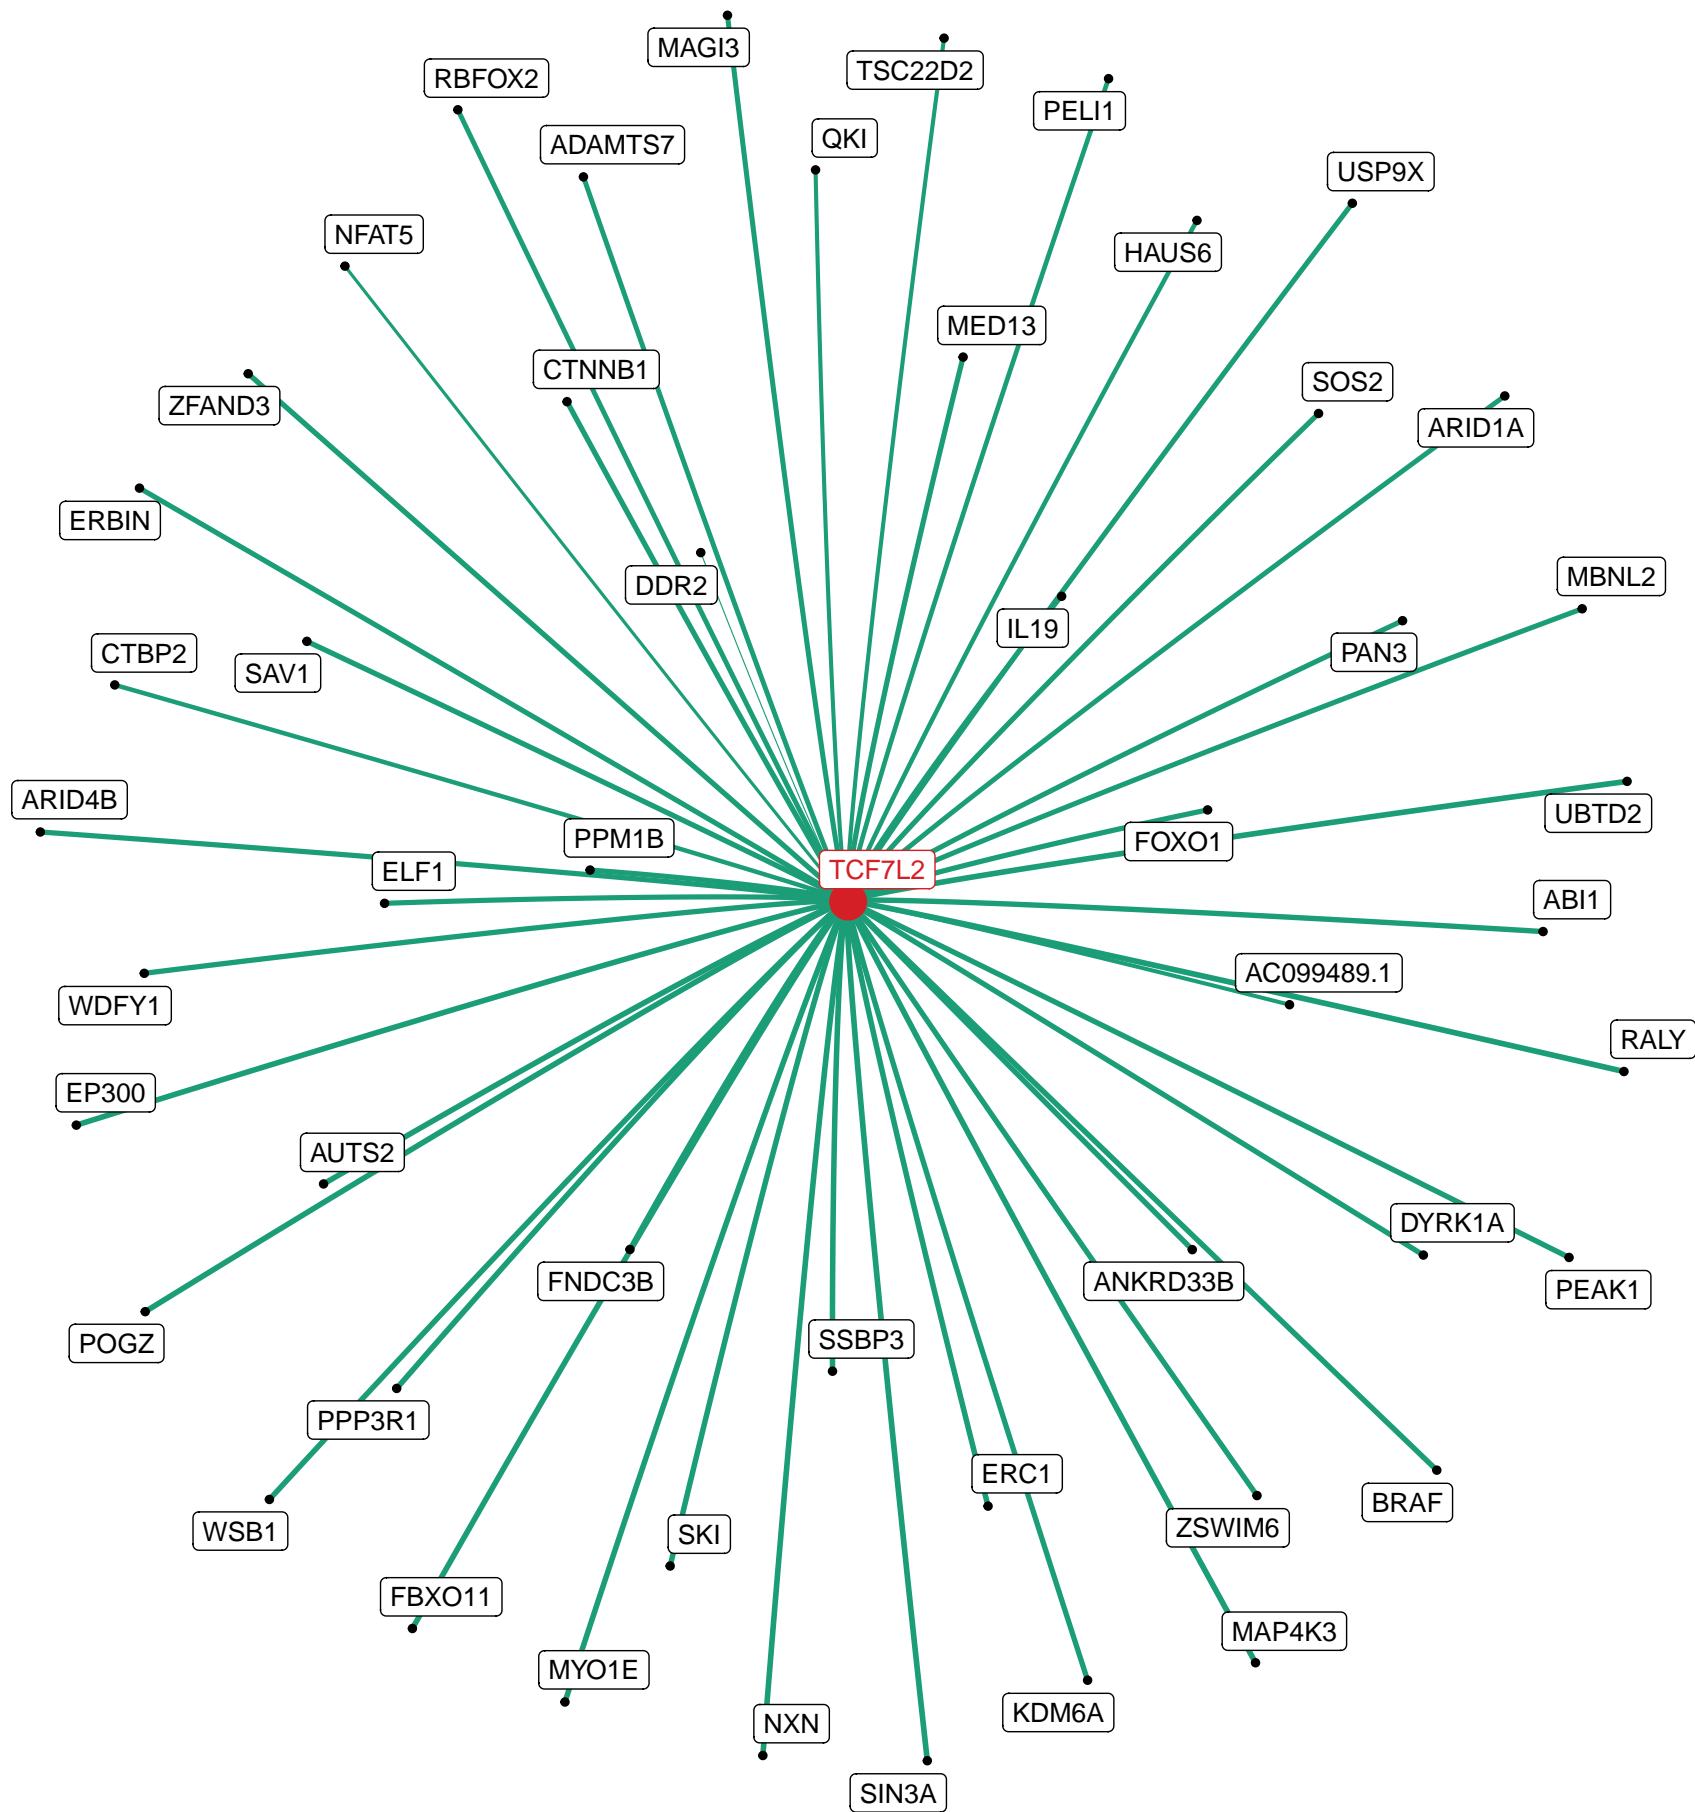 MAGI3
TSC22D2
RBFOX2
PELI1
QKI
ADAMTS7
USP9X
NFAT5
HAUS6
MED13
CTNNB1
SOS2
ZFAND3
ARID1A
ERBIN
MBNL2
DDR2
IL19
CTBP2
PAN3
SAV1
ARID4B
UBTD2
PPM1B
FOXO1
TCF7L2
ELF1
ABI1
AC099489.1
WDFY1
RALY
EP300
AUTS2
DYRK1A
FNDC3B
ANKRD33B
PEAK1
SSBP3
POGZ
PPP3R1
ERC1
BRAF
ZSWIM6
WSB1
SKI
FBXO11
MAP4K3
MYO1E
KDM6A
NXN
SIN3A